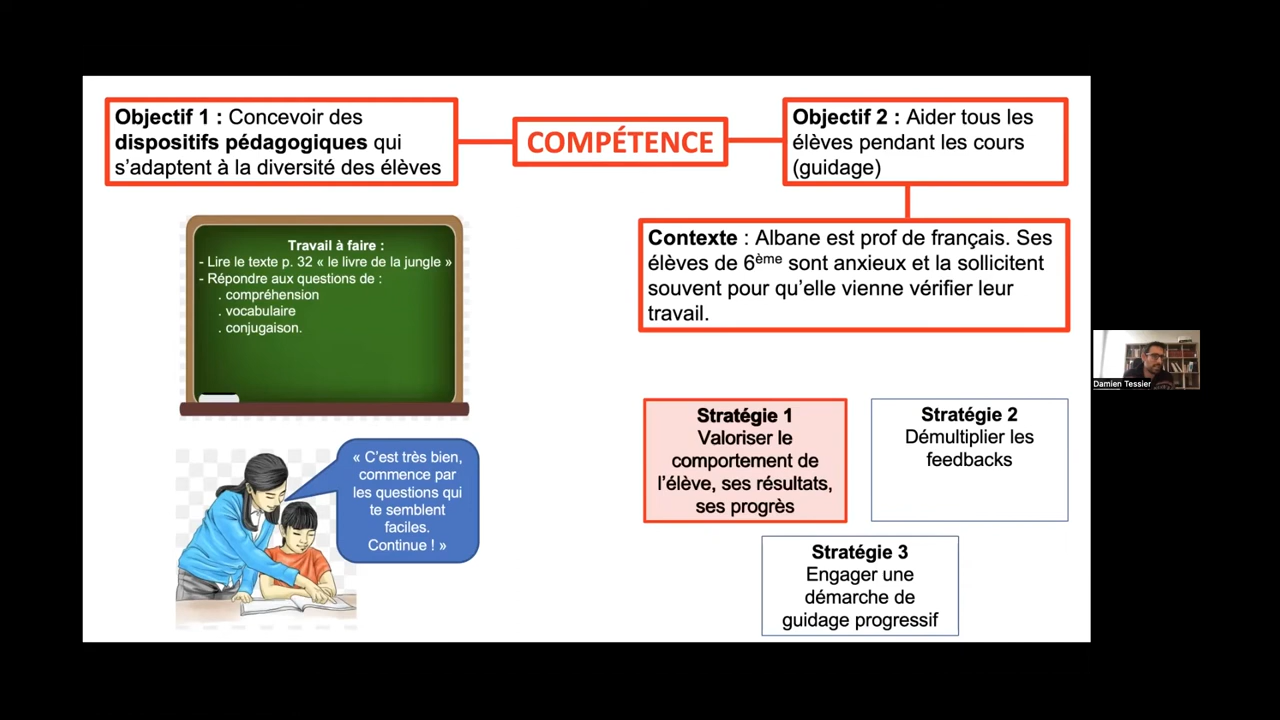 Objectif 1 : Concevoir des
dispositifs pédagogiques qui
s'adaptent à la diversité des élèves
COMPÉTENCE
Objectif 2 : Aider tous les
élèves pendant les cours
(guidage)
Contexte : Albane est prof de français. Ses
élèves de 6ème sont anxieux et la sollicitent
souvent pour qu'elle vienne vérifier leur
travail.
Travail à faire :
- Lire le texte p. 32 « le livre de la jungle »
- Répondre aux questions de :
. compréhension
. vocabulaire
. conjugaison.
« C'est très bien,
commence par
les questions qui
te semblent
faciles.
Continue ! »
Stratégie 1
Valoriser le
comportement de
l'élève, ses résultats,
ses progrès
Stratégie 2
Démultiplier les
feedbacks
Stratégie 3
Engager une
démarche de
guidage progressif
Damien Tessier